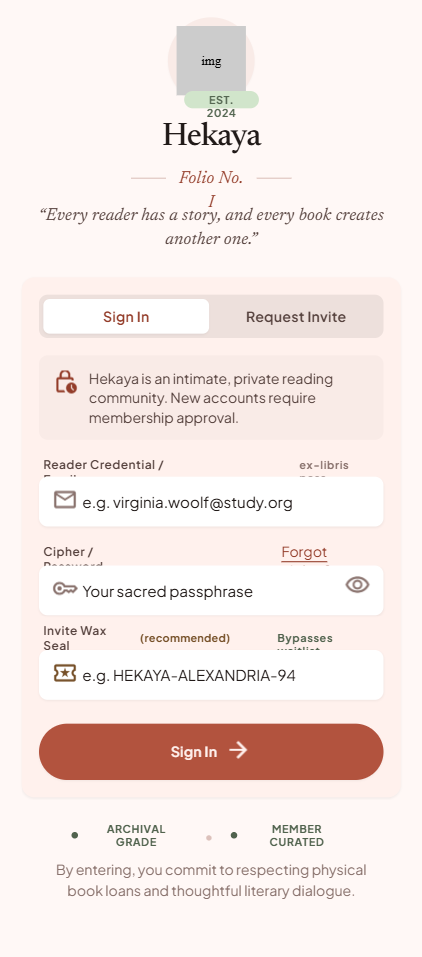 img
EST.
2024
Hekaya
Folio No.
I
“Every reader has a story, and every book creates
another one.”
Sign In
Request Invite
Hekaya is an intimate, private reading
community. New accounts require
membership approval.
Reader Credential /
ex-libris
e.g. virginia.woolf@study.org
Cipher /
Password
Forgot
Your sacred passphrase
Invite Wax
Seal
(recommended)
Bypasses
waitlist
e.g. HEKAYA-ALEXANDRIA-94
Sign In
ARCHIVAL
GRADE
MEMBER
CURATED
By entering, you commit to respecting physical
book loans and thoughtful literary dialogue.